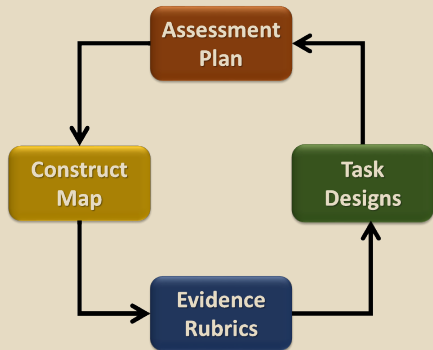 Assessment
Plan
Construct
Map
Task
Designs
Evidence
Rubrics